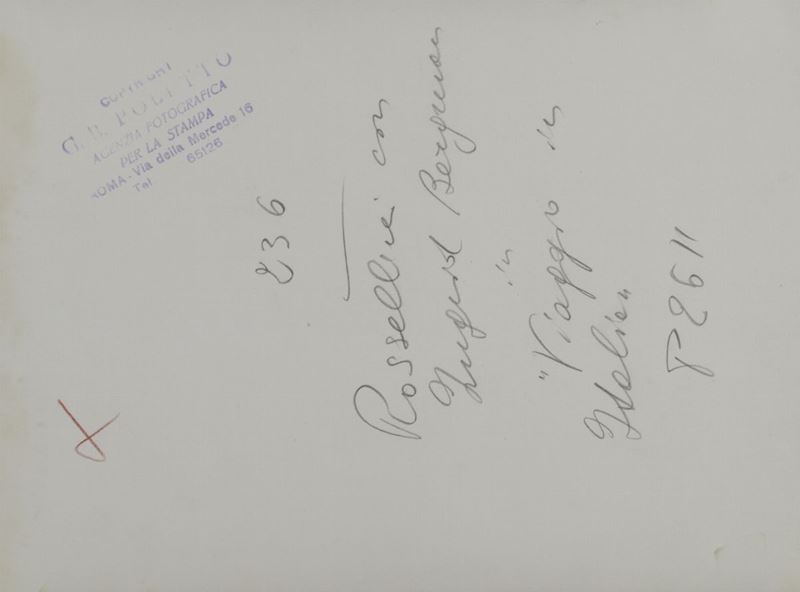 COPYRIGHT
G. B. POLETTO
AGENZIA FOTOGRAFICA
PER LA STAMPA
ROMA - Via della Mercede 16
Tel 65126
236
Rossellini con
Ingrid Bergman
in
"Viaggio in
Italia"
P2611